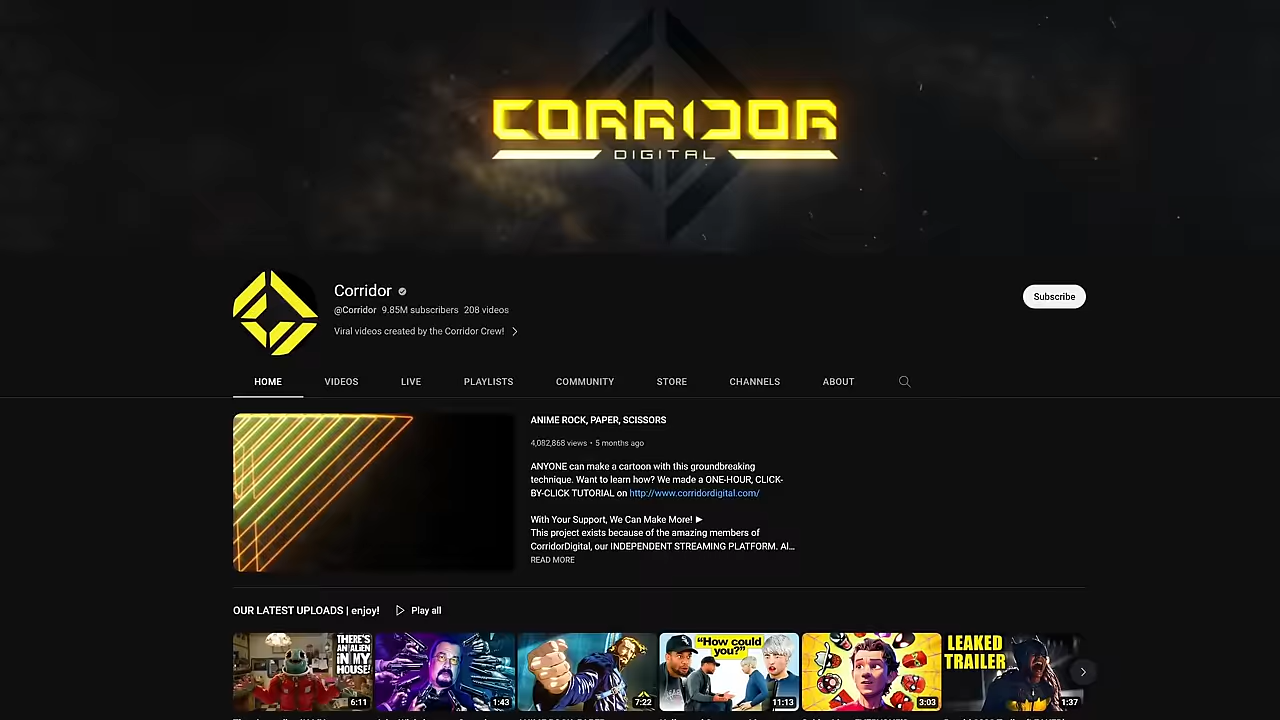 CORRIDOR
DIGITAL
Corridor
@Corridor 9.85M subscribers 208 videos
Viral videos created by the Corridor Crew!
Subscribe
HOME VIDEOS LIVE PLAYLISTS COMMUNITY STORE CHANNELS ABOUT
ANIME ROCK, PAPER, SCISSORS
4,082,868 views • 5 months ago
ANYONE can make a cartoon with this groundbreaking
technique. Want to learn how? We made a ONE-HOUR, CLICK-
BY-CLICK TUTORIAL on http://www.corridordigital.com/
With Your Support, We Can Make More! ►
This project exists because of the amazing members of
CorridorDigital, our INDEPENDENT STREAMING PLATFORM. Al...
READ MORE
OUR LATEST UPLOADS | enjoy! Play all
THERE'S
AN ALIEN
IN MY
HOUSE!
6:11
1:43
7:22
"How could
you?"
11:13
3:03
LEAKED
TRAILER
1:37